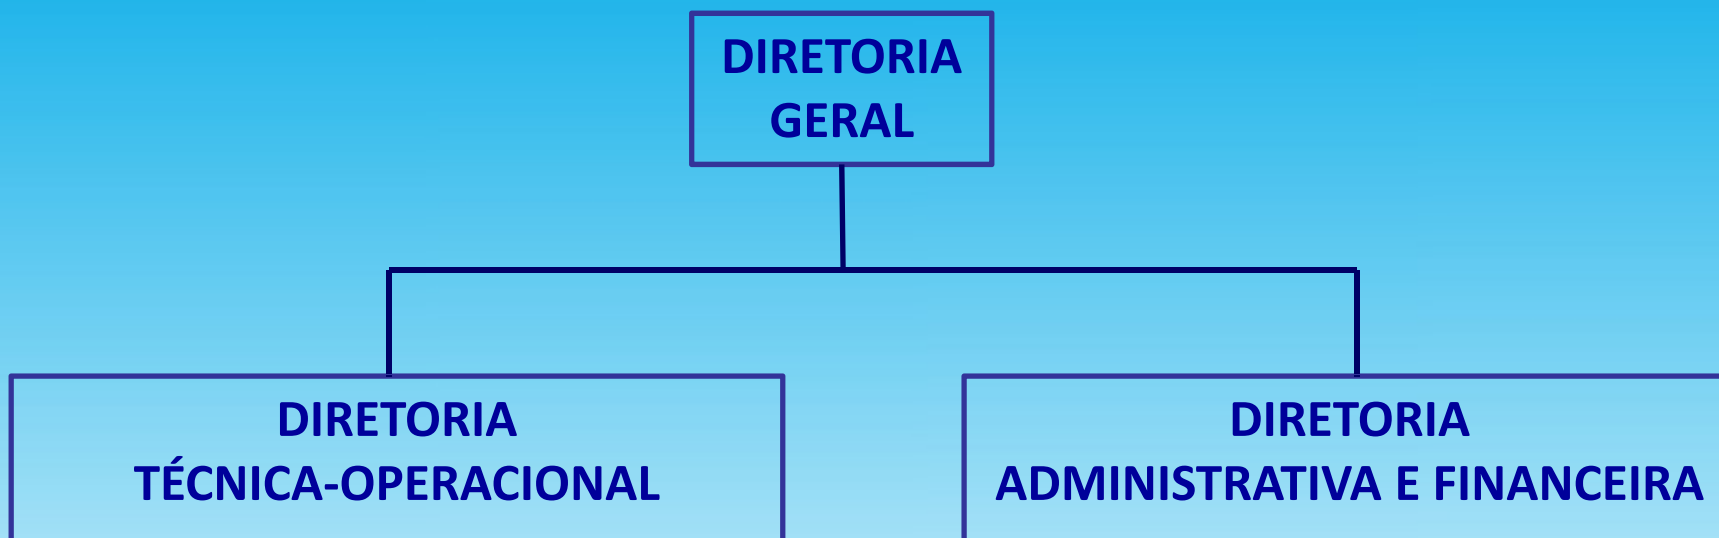 DIRETORIA
GERAL
DIRETORIA
TÉCNICA-OPERACIONAL
DIRETORIA
ADMINISTRATIVA E FINANCEIRA